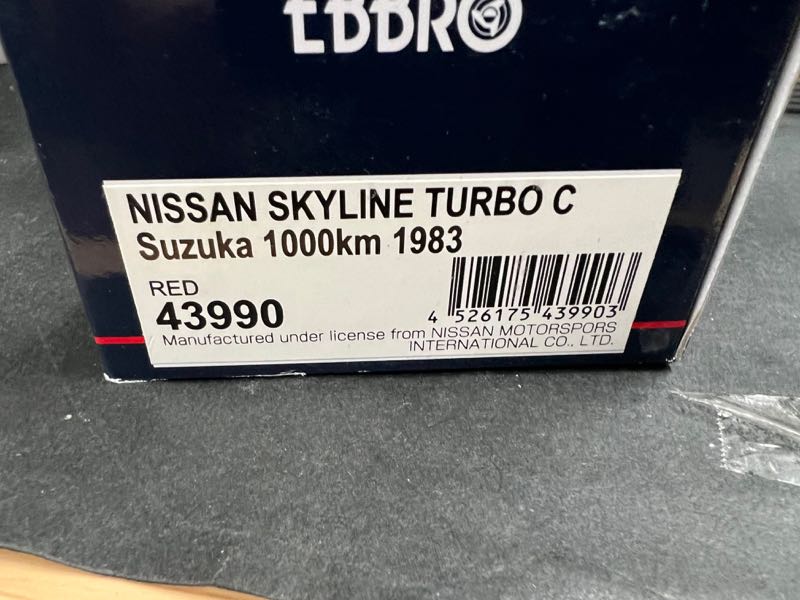 EBBRO
NISSAN SKYLINE TURBO C
Suzuka 1000km 1983
RED
43990
4 526175 439903
Manufactured under license from NISSAN MOTORSPORS
INTERNATIONAL CO., LTD.